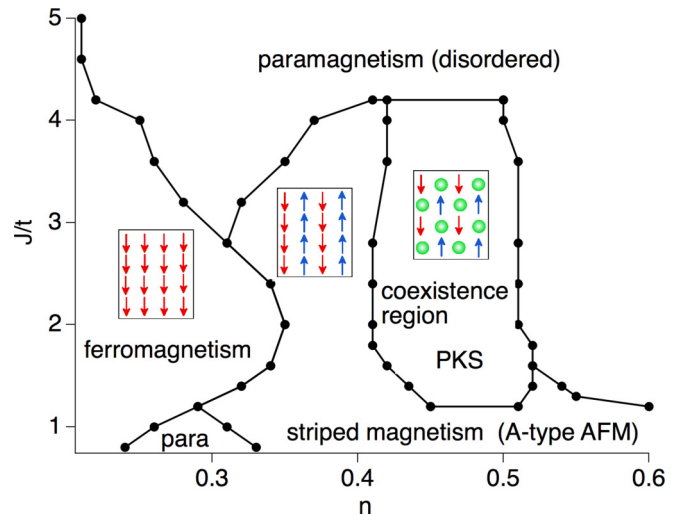 5
paramagnetism (disordered)
4
3
J/t
coexistence
region
2
ferromagnetism
PKS
1
para
striped magnetism (A-type AFM)
0.3
0.4
0.5
0.6
n